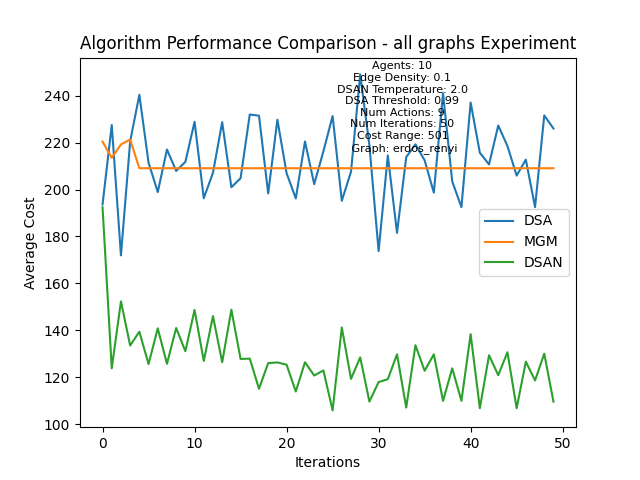 Algorithm Performance Comparison - all graphs Experiment
Agents: 10
Edge Density: 0.1
DSAN Temperature: 2.0
DSA Threshold: 0.99
Num Actions: 9
Num Iterations: 50
Cost Range: 501
Graph: erdos_renyi
240
220
200
180
160
140
120
100
Average Cost
DSA
MGM
DSAN
0
10
20
30
40
50
Iterations